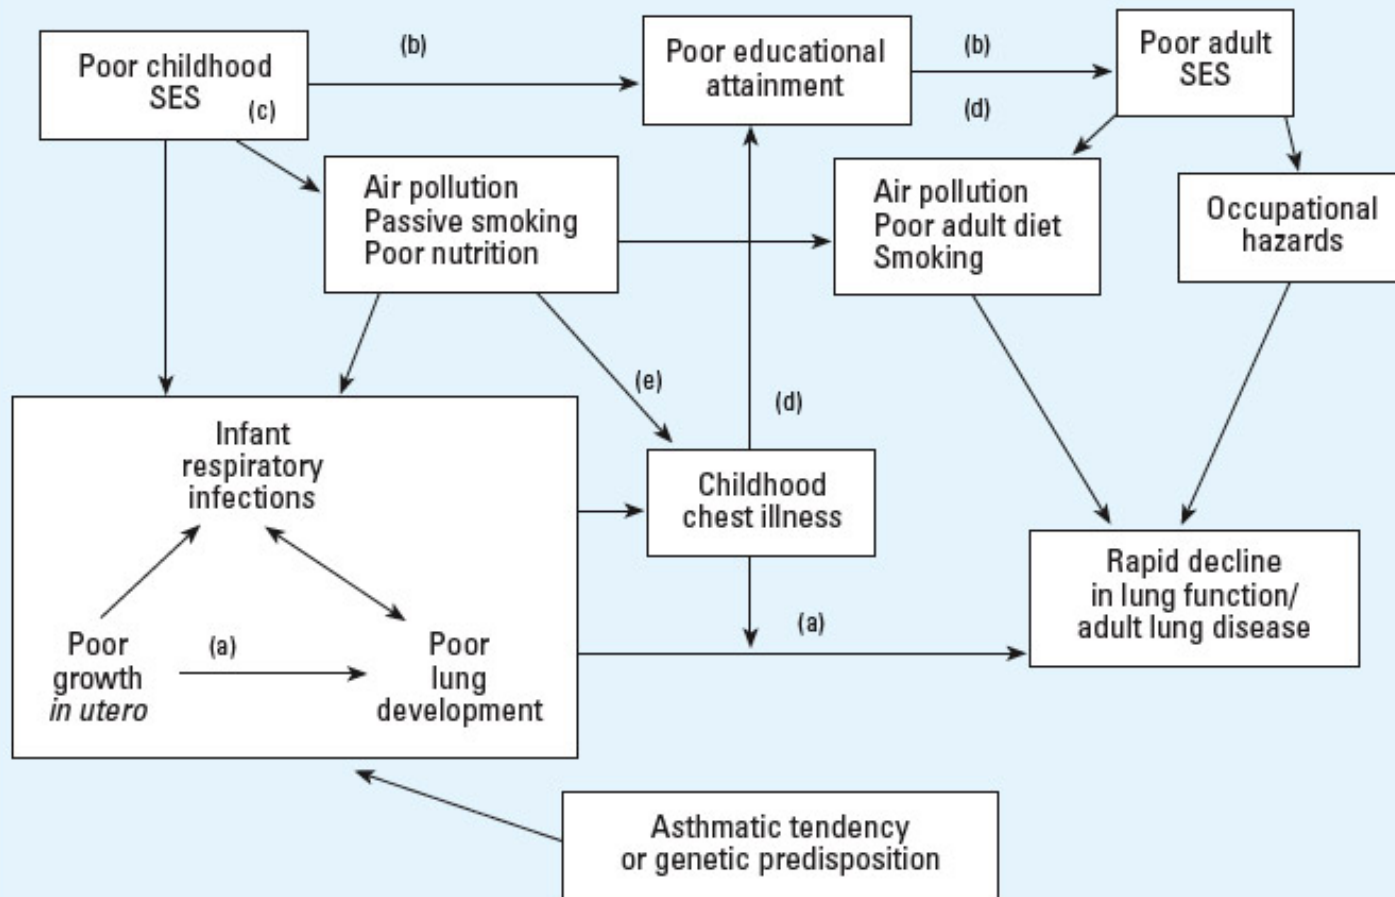 Poor childhood
SES
(c)
(b)
Poor educational
attainment
(b)
(d)
Poor adult
SES
Air pollution
Passive smoking
Poor nutrition
Air pollution
Poor adult diet
Smoking
Occupational
hazards
(e)
(d)
Infant
respiratory
infections
Poor
growth
in utero
(a)
Poor
lung
development
Childhood
chest illness
(a)
Rapid decline
in lung function/
adult lung disease
Asthmatic tendency
or genetic predisposition